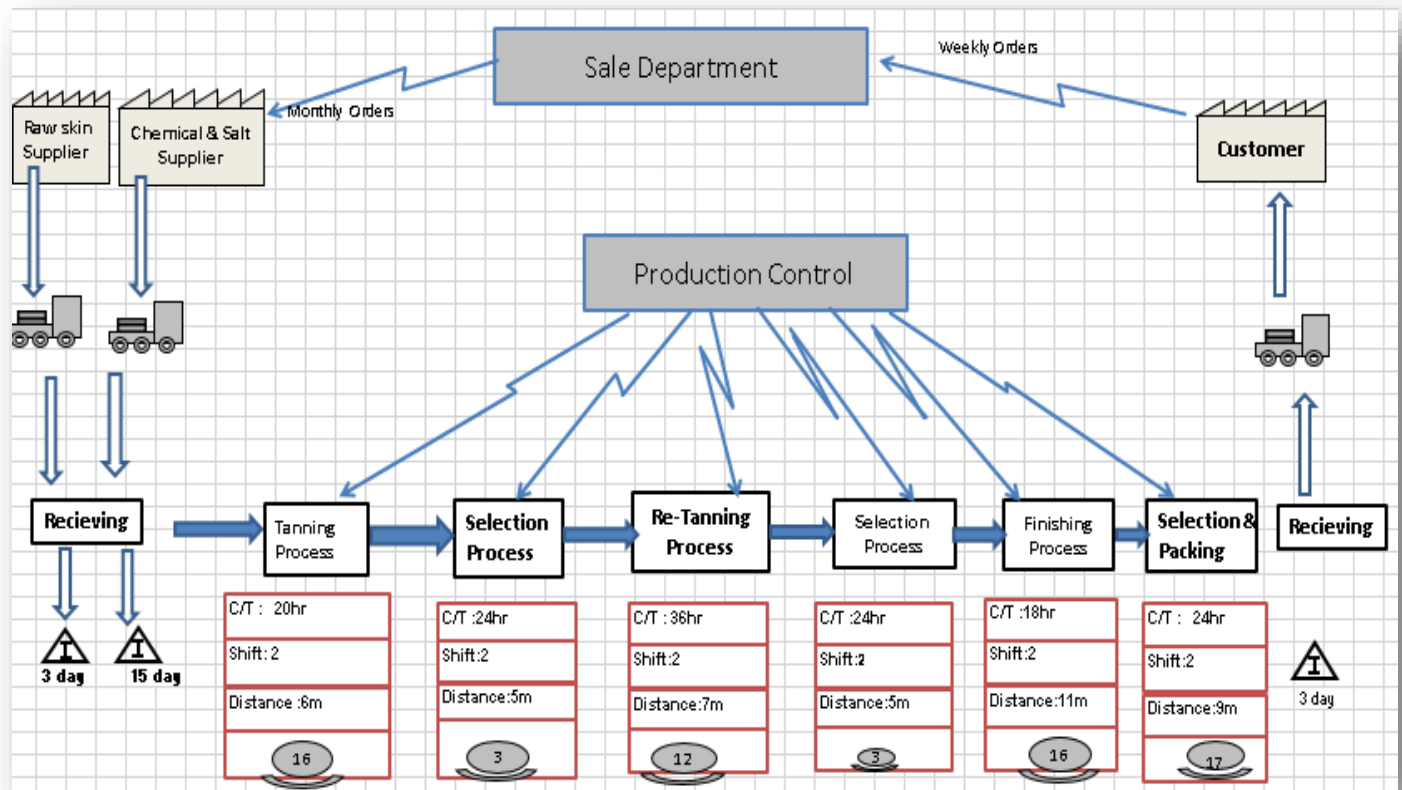 Sale Department
Weekly Orders
Monthly Orders
Raw skin
Supplier
Chemical & Salt
Supplier
Customer
Production Control
Recieving
Tanning
Process
Selection
Process
Re-Tanning
Process
Selection
Process
Finishing
Process
Selection &
Packing
Recieving
I
3 day
I
15 day
C/T : 20hr
Shift: 2
Distance :6m
16
C/T :24hr
Shift:2
Distance:5m
3
C/T :36hr
Shift:2
Distance:7m
12
C/T :24hr
Shift:2
Distance:5m
3
C/T :18hr
Shift:2
Distance:11m
16
C/T : 24hr
Shift:2
Distance:9m
17
I
3 day